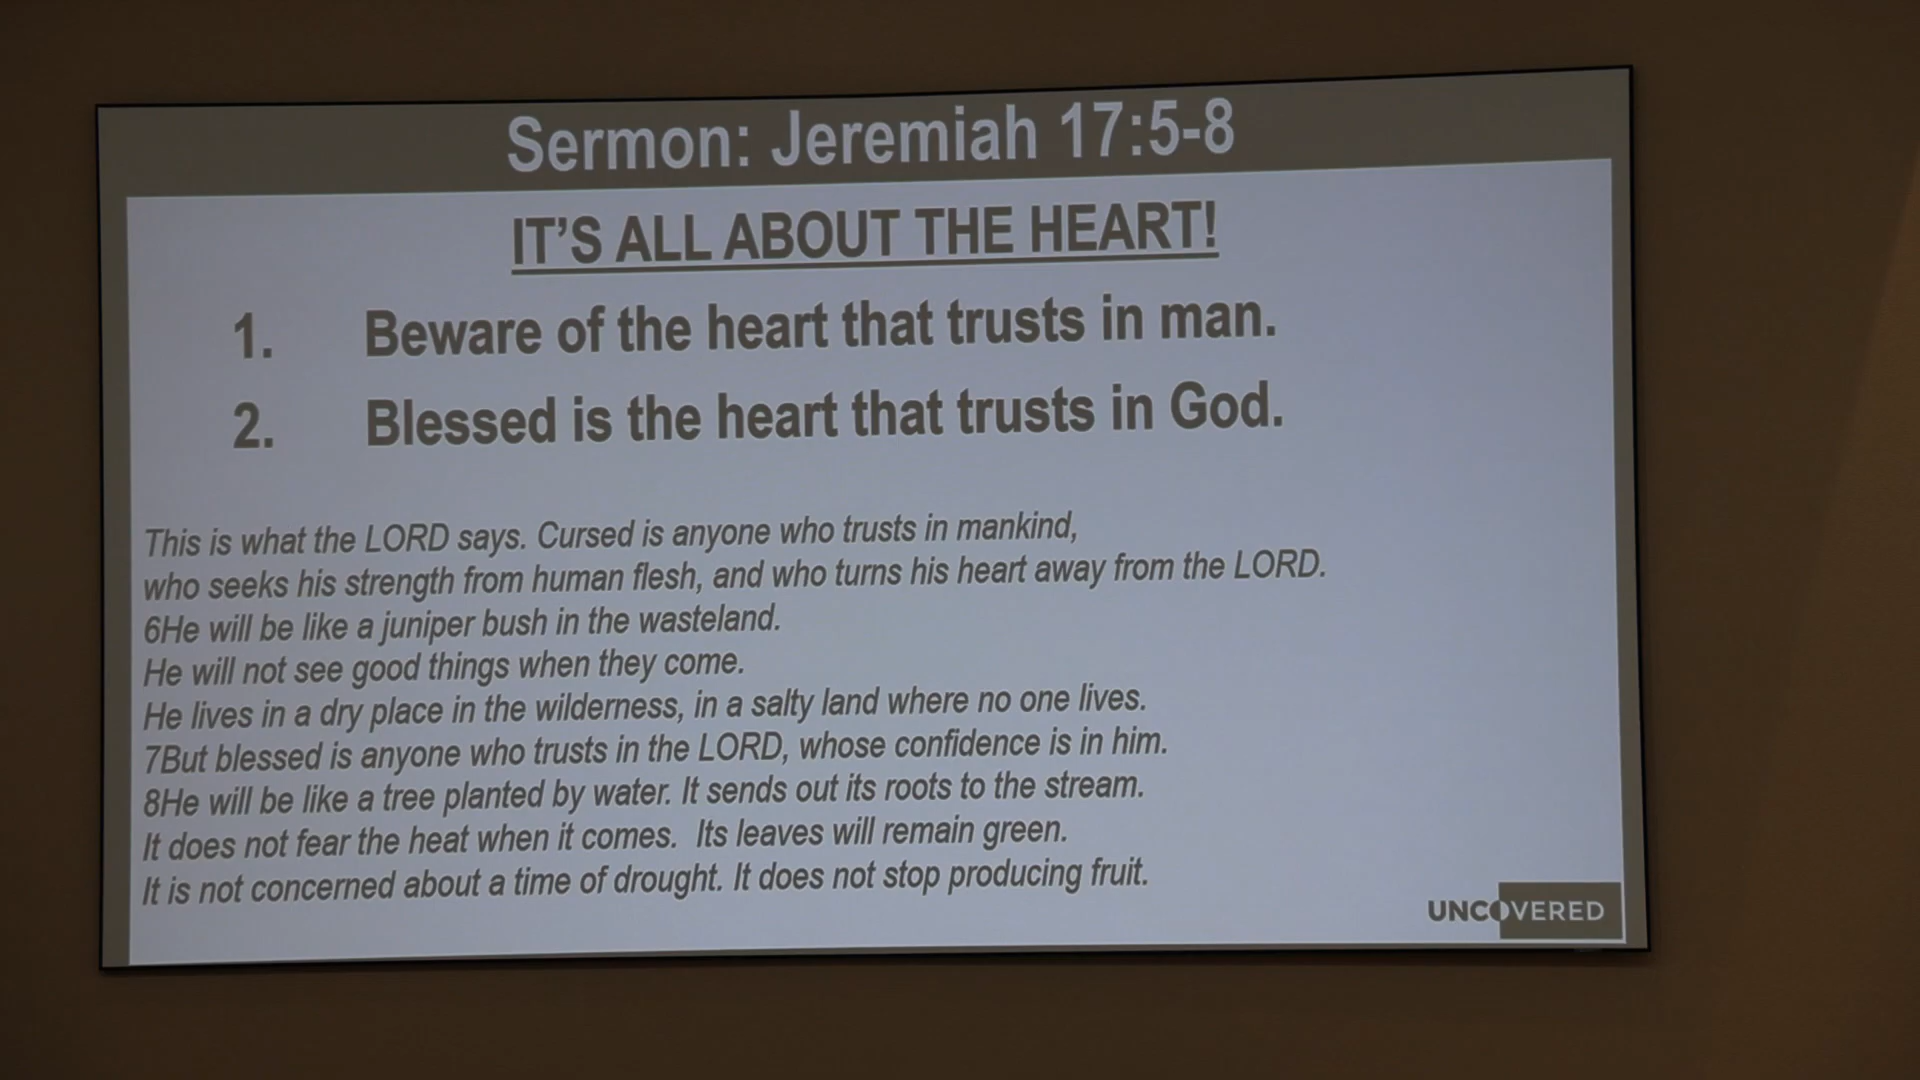 Sermon: Jeremiah 17:5-8
IT'S ALL ABOUT THE HEART!
1. Beware of the heart that trusts in man.
2. Blessed is the heart that trusts in God.
This is what the LORD says. Cursed is anyone who trusts in mankind,
who seeks his strength from human flesh, and who turns his heart away from the LORD.
6He will be like a juniper bush in the wasteland.
He will not see good things when they come.
He lives in a dry place in the wilderness, in a salty land where no one lives.
7But blessed is anyone who trusts in the LORD, whose confidence is in him.
8He will be like a tree planted by water. It sends out its roots to the stream.
It does not fear the heat when it comes.  Its leaves will remain green.
It is not concerned about a time of drought. It does not stop producing fruit.
UNCOVERED